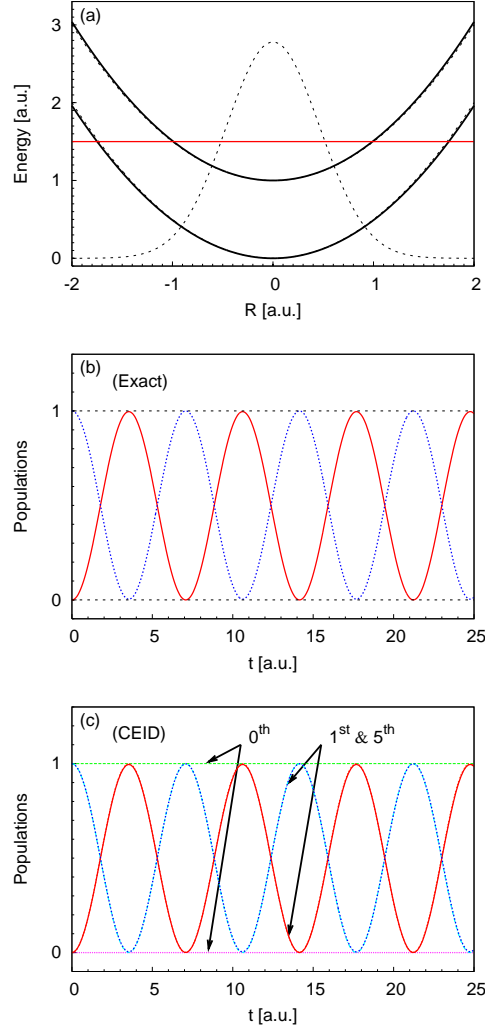 (a)
3
2
1
0
Energy [a.u.]
-2 -1 0 1 2
R [a.u.]
(b)
(Exact)
1
0
Populations
0 5 10 15 20 25
t [a.u.]
(c)
(CEID) 0th 1st & 5th
1
0
Populations
0 5 10 15 20 25
t [a.u.]